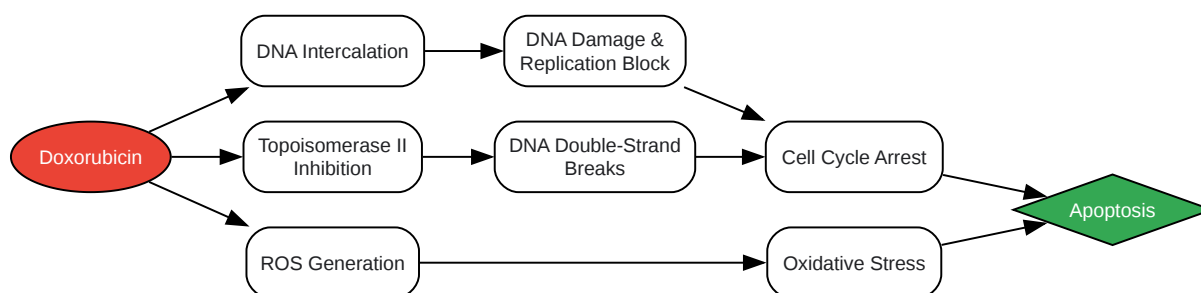 DNA Intercalation
DNA Damage &
Replication Block
Doxorubicin
Topoisomerase II
Inhibition
DNA Double-Strand
Breaks
Cell Cycle Arrest
Apoptosis
ROS Generation
Oxidative Stress